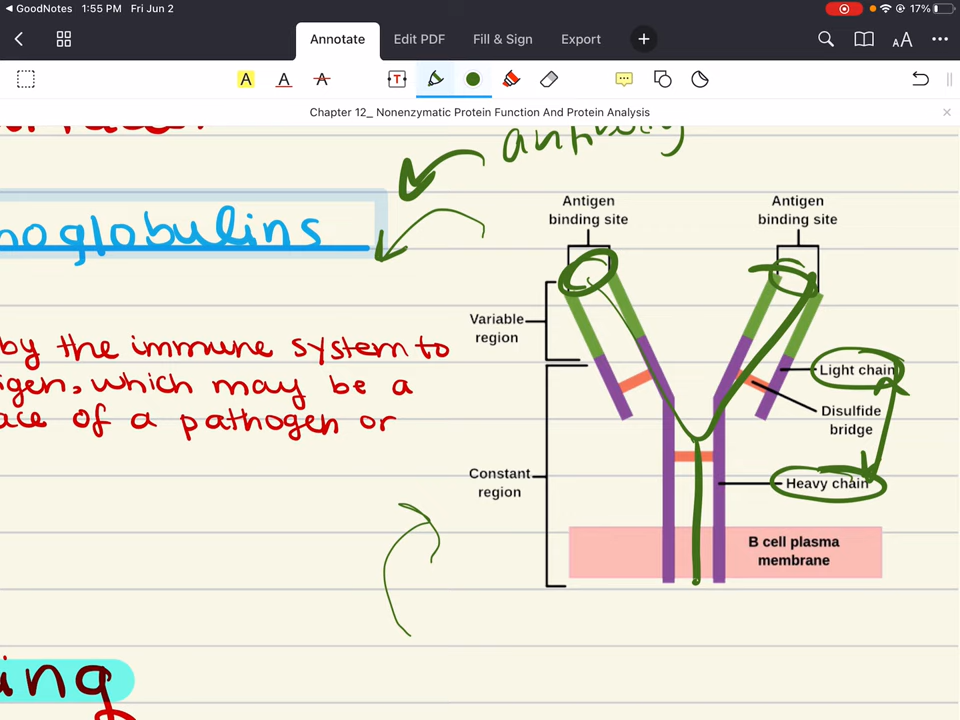 GoodNotes 1:55 PM Fri Jun 2 17%
Annotate Edit PDF Fill & Sign Export
Chapter 12_ Nonenzymatic Protein Function And Protein Analysis
antibody
noglobulins
by the immune system to
igen, which may be a
ace of a pathogen or
Antigen
binding site
Antigen
binding site
Variable
region
Light chain
Disulfide
bridge
Constant
region
Heavy chain
B cell plasma
membrane
ing